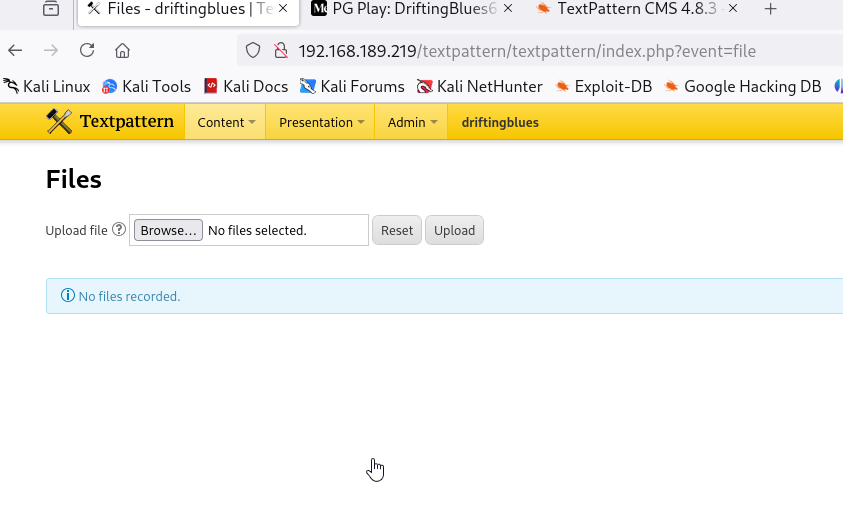 Files - driftingblues | Te
PG Play: DriftingBlues6
TextPattern CMS 4.8.3
192.168.189.219/textpattern/textpattern/index.php?event=file
Kali Linux Kali Tools Kali Docs Kali Forums Kali NetHunter Exploit-DB Google Hacking DB
Textpattern Content Presentation Admin driftingblues
Files
Upload file ? Browse... No files selected. Reset Upload
No files recorded.